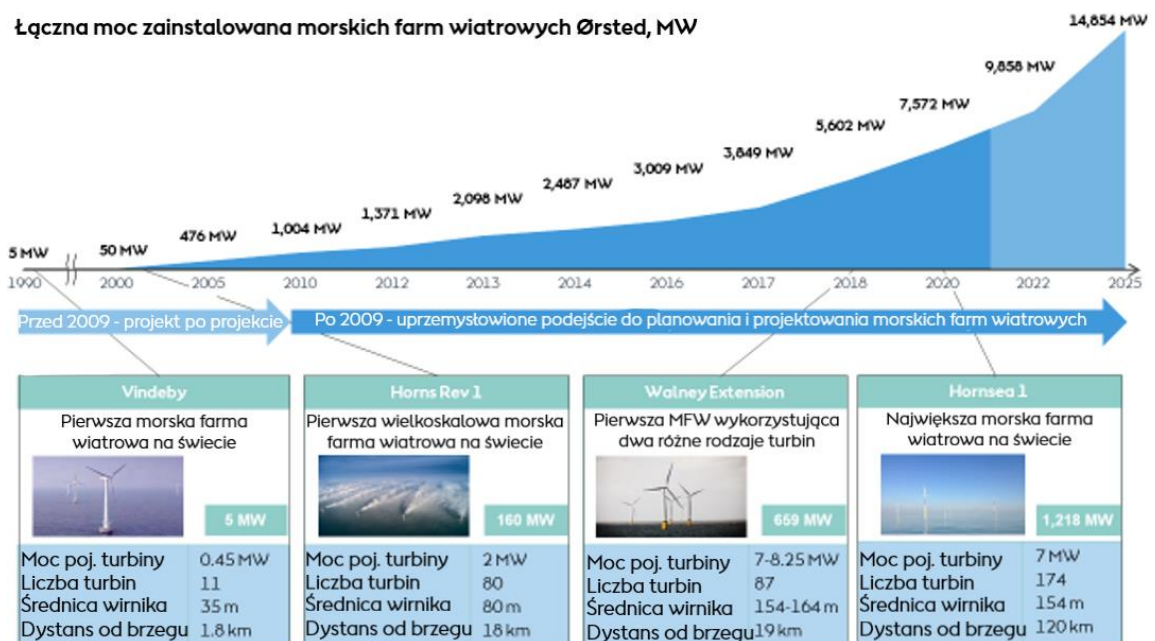 Łączna moc zainstalowana morskich farm wiatrowych Ørsted, MW
5 MW
50 MW
476 MW
1,004 MW
1,371 MW
2,098 MW
2,487 MW
3,009 MW
3,849 MW
5,602 MW
7,572 MW
9,858 MW
14,854 MW
1990 2000 2005 2010 2012 2013 2014 2016 2017 2018 2020 2022 2025
Przed 2009 - projekt po projekcie
Po 2009 - uprzemysłowione podejście do planowania i projektowania morskich farm wiatrowych
Vindeby
Pierwsza morska farma
wiatrowa na świecie
5 MW
Moc poj. turbiny 0.45 MW
Liczba turbin 11
Średnica wirnika 35 m
Dystans od brzegu 1.8 km
Horns Rev 1
Pierwsza wielkoskalowa morska
farma wiatrowa na świecie
160 MW
Moc poj. turbiny 2 MW
Liczba turbin 80
Średnica wirnika 80 m
Dystans od brzegu 18 km
Walney Extension
Pierwsza MFW wykorzystująca
dwa różne rodzaje turbin
659 MW
Moc poj. turbiny 7-8.25 MW
Liczba turbin 87
Średnica wirnika 154-164 m
Dystans od brzegu 19 km
Hornsea 1
Największa morska farma
wiatrowa na świecie
1,218 MW
Moc poj. turbiny 7 MW
Liczba turbin 174
Średnica wirnika 154 m
Dystans od brzegu 120 km